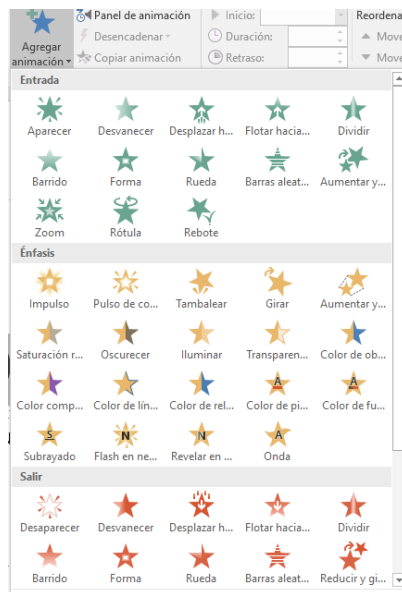 Panel de animación
Inicio:
Reordena
Agregar
animación
Desencadenar
Duración:
Move
Copiar animación
Retraso:
Move
Entrada
Aparecer Desvanecer Desplazar h... Flotar hacia... Dividir
Barrido Forma Rueda Barras aleat... Aumentar y...
Zoom Rótula Rebote
Énfasis
Impulso Pulso de co... Tambalear Girar Aumentar y...
Saturación r... Oscurecer Iluminar Transparen... Color de ob...
Color comp... Color de lín... Color de rel... Color de pi... Color de fu...
Subrayado Flash en ne... Revelar en ... Onda
Salir
Desaparecer Desvanecer Desplazar h... Flotar hacia... Dividir
Barrido Forma Rueda Barras aleat... Reducir y gi...